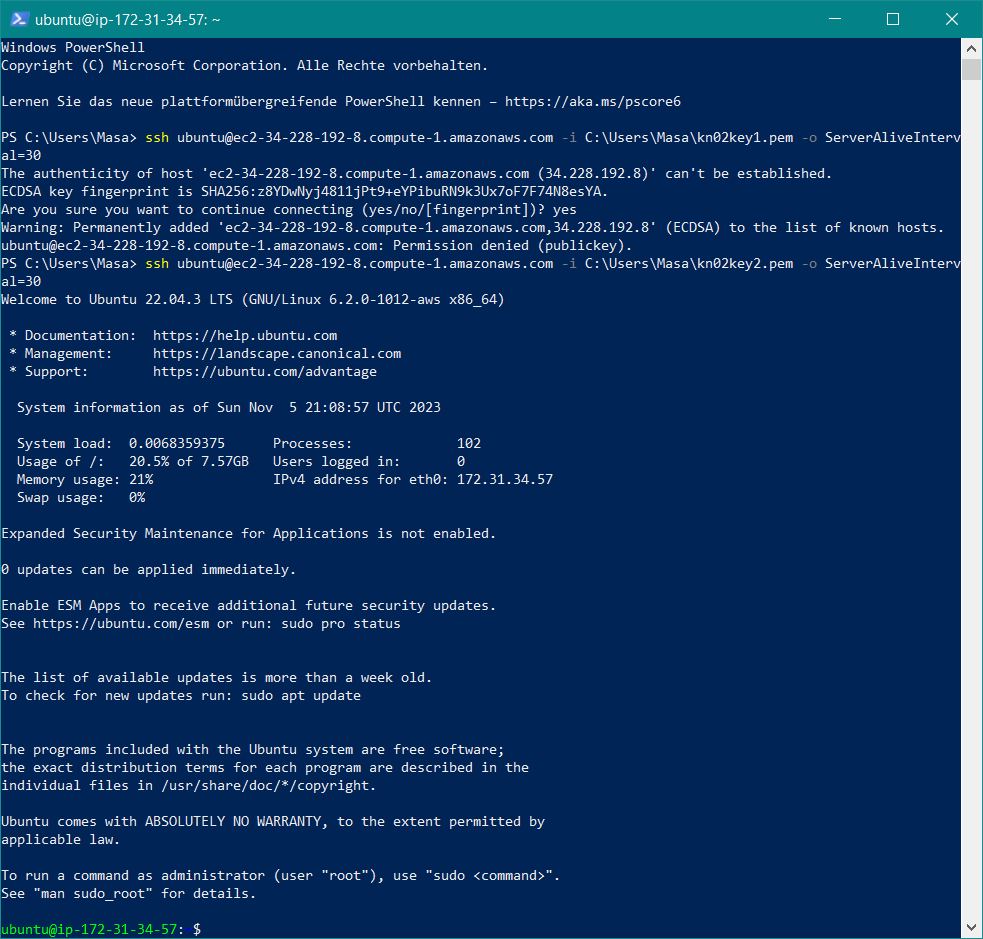 ubuntu@ip-172-31-34-57: ~
Windows PowerShell
Copyright (C) Microsoft Corporation. Alle Rechte vorbehalten.
Lernen Sie das neue plattformübergreifende PowerShell kennen – https://aka.ms/pscore6
PS C:\Users\Masa> ssh ubuntu@ec2-34-228-192-8.compute-1.amazonaws.com -i C:\Users\Masa\kn02key1.pem -o ServerAliveInterv
al=30
The authenticity of host 'ec2-34-228-192-8.compute-1.amazonaws.com (34.228.192.8)' can't be established.
ECDSA key fingerprint is SHA256:z8YDwNyj4811jPt9+eYPibuRN9k3Ux7oF7F74N8esYA.
Are you sure you want to continue connecting (yes/no/[fingerprint])? yes
Warning: Permanently added 'ec2-34-228-192-8.compute-1.amazonaws.com,34.228.192.8' (ECDSA) to the list of known hosts.
ubuntu@ec2-34-228-192-8.compute-1.amazonaws.com: Permission denied (publickey).
PS C:\Users\Masa> ssh ubuntu@ec2-34-228-192-8.compute-1.amazonaws.com -i C:\Users\Masa\kn02key2.pem -o ServerAliveInterv
al=30
Welcome to Ubuntu 22.04.3 LTS (GNU/Linux 6.2.0-1012-aws x86_64)
* Documentation:  https://help.ubuntu.com
* Management:     https://landscape.canonical.com
* Support:        https://ubuntu.com/advantage
System information as of Sun Nov  5 21:08:57 UTC 2023
System load:  0.0068359375      Processes:             102
Usage of /:   20.5% of 7.57GB   Users logged in:       0
Memory usage: 21%               IPv4 address for eth0: 172.31.34.57
Swap usage:   0%
Expanded Security Maintenance for Applications is not enabled.
0 updates can be applied immediately.
Enable ESM Apps to receive additional future security updates.
See https://ubuntu.com/esm or run: sudo pro status
The list of available updates is more than a week old.
To check for new updates run: sudo apt update
The programs included with the Ubuntu system are free software;
the exact distribution terms for each program are described in the
individual files in /usr/share/doc/*/copyright.
Ubuntu comes with ABSOLUTELY NO WARRANTY, to the extent permitted by
applicable law.
To run a command as administrator (user "root"), use "sudo <command>".
See "man sudo_root" for details.
ubuntu@ip-172-31-34-57:~$